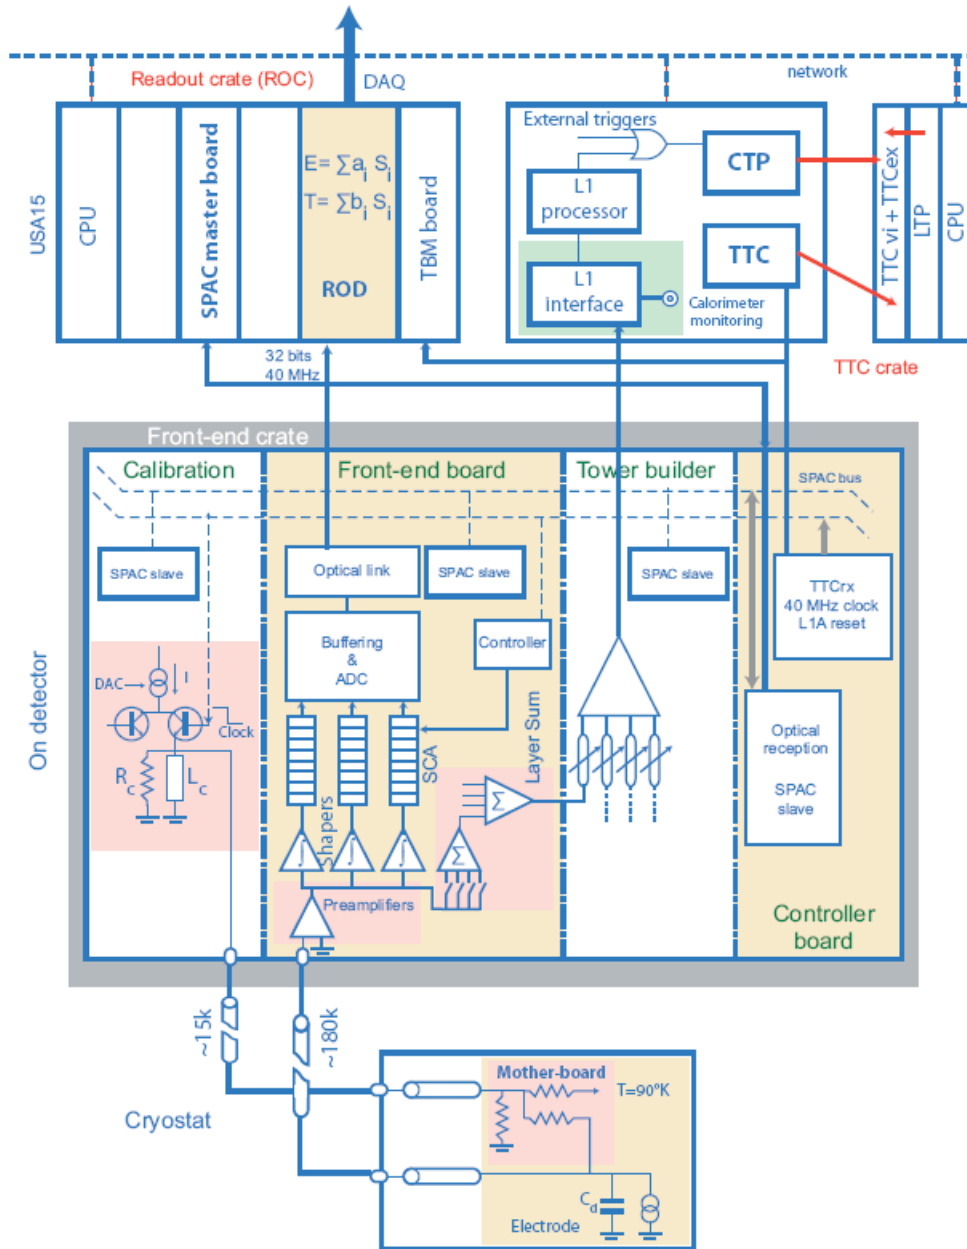 Readout crate (ROC)
DAQ
network
External triggers
USA15
CPU
SPAC master board
E= ∑a_i S_i
T= ∑b_i S_i
ROD
TBM board
L1
processor
CTP
TTC
L1
interface
Calorimeter
monitoring
TTC vi + TTCex
LTP
CPU
32 bits
40 MHz
TTC crate
Front-end crate
Calibration
Front-end board
Tower builder
SPAC bus
SPAC slave
Optical link
SPAC slave
SPAC slave
TTCrx
40 MHz clock
L1A reset
Buffering
&
ADC
Controller
On detector
DAC
I
Clock
R_c
L_c
SCA
Layer Sum
Optical
reception
SPAC
slave
Shapers
∫
∫
∫
∑
∑
Preamplifiers
Controller
board
~15k
~180k
Mother-board
T=90°K
Cryostat
C_d
Electrode